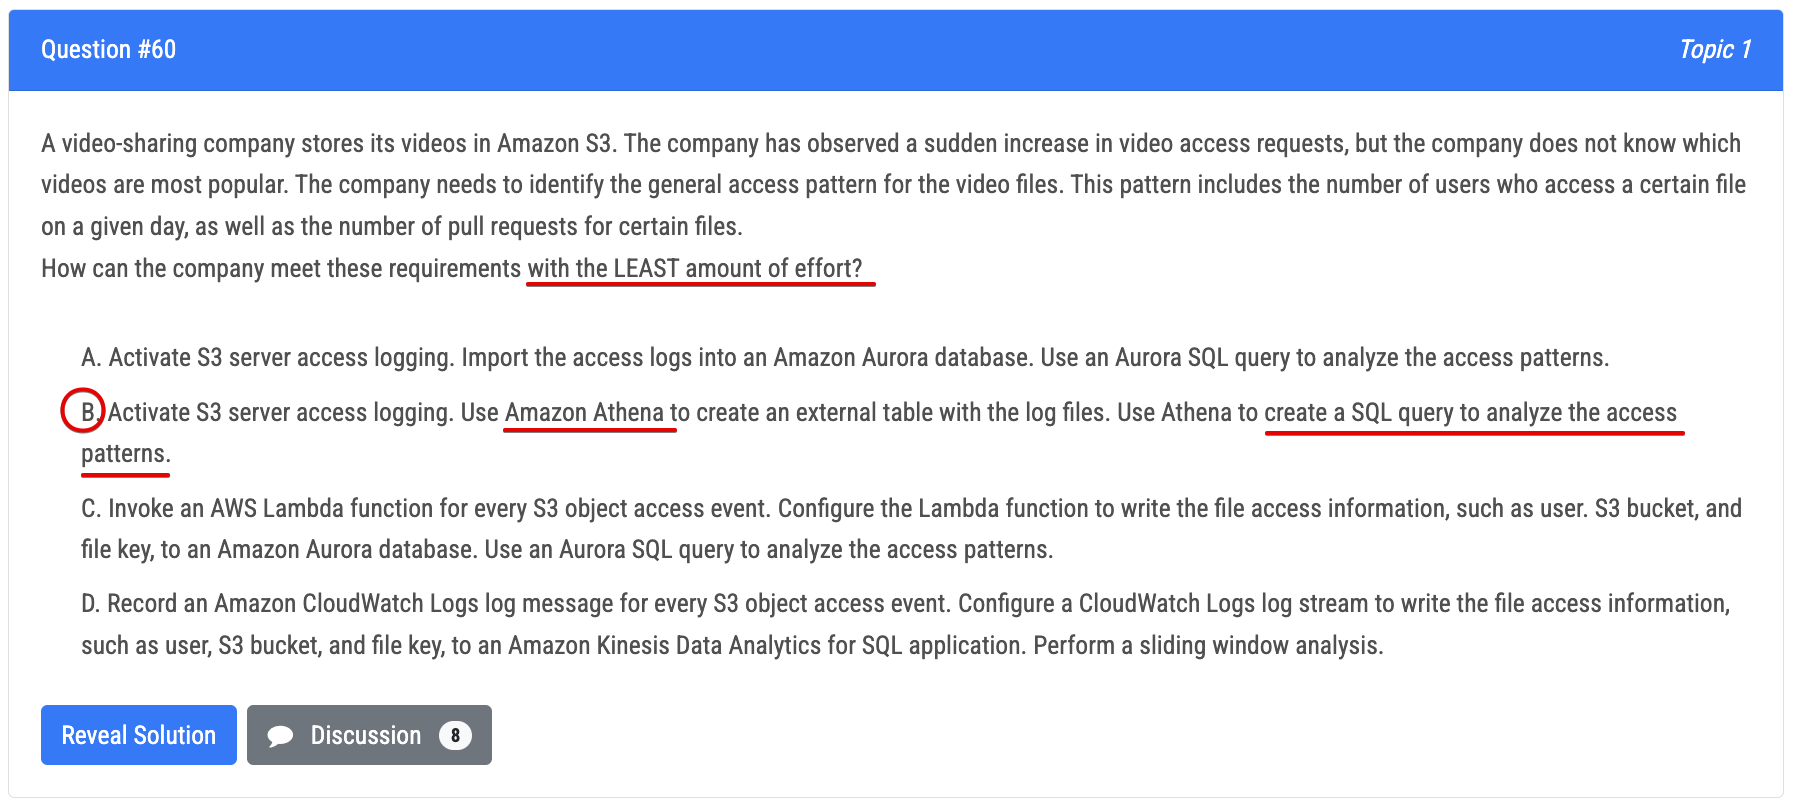 Question #60
Topic 1
A video-sharing company stores its videos in Amazon S3. The company has observed a sudden increase in video access requests, but the company does not know which
videos are most popular. The company needs to identify the general access pattern for the video files. This pattern includes the number of users who access a certain file
on a given day, as well as the number of pull requests for certain files.
How can the company meet these requirements with the LEAST amount of effort?
A. Activate S3 server access logging. Import the access logs into an Amazon Aurora database. Use an Aurora SQL query to analyze the access patterns.
B. Activate S3 server access logging. Use Amazon Athena to create an external table with the log files. Use Athena to create a SQL query to analyze the access
patterns.
C. Invoke an AWS Lambda function for every S3 object access event. Configure the Lambda function to write the file access information, such as user. S3 bucket, and
file key, to an Amazon Aurora database. Use an Aurora SQL query to analyze the access patterns.
D. Record an Amazon CloudWatch Logs log message for every S3 object access event. Configure a CloudWatch Logs log stream to write the file access information,
such as user, S3 bucket, and file key, to an Amazon Kinesis Data Analytics for SQL application. Perform a sliding window analysis.
Reveal Solution
Discussion 8